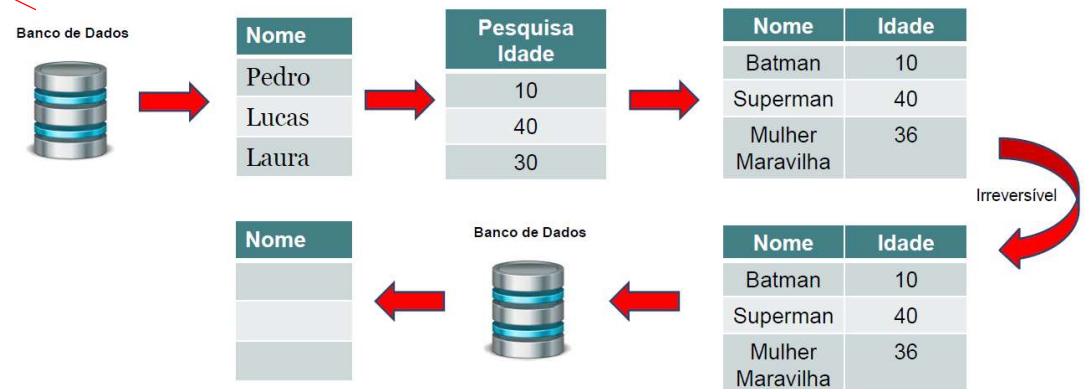 Banco de Dados
Nome
Pedro
Lucas
Laura
Pesquisa
Idade
10
40
30
Nome Idade
Batman 10
Superman 40
Mulher 36
Maravilha
Irreversível
Nome
Banco de Dados
Nome Idade
Batman 10
Superman 40
Mulher 36
Maravilha